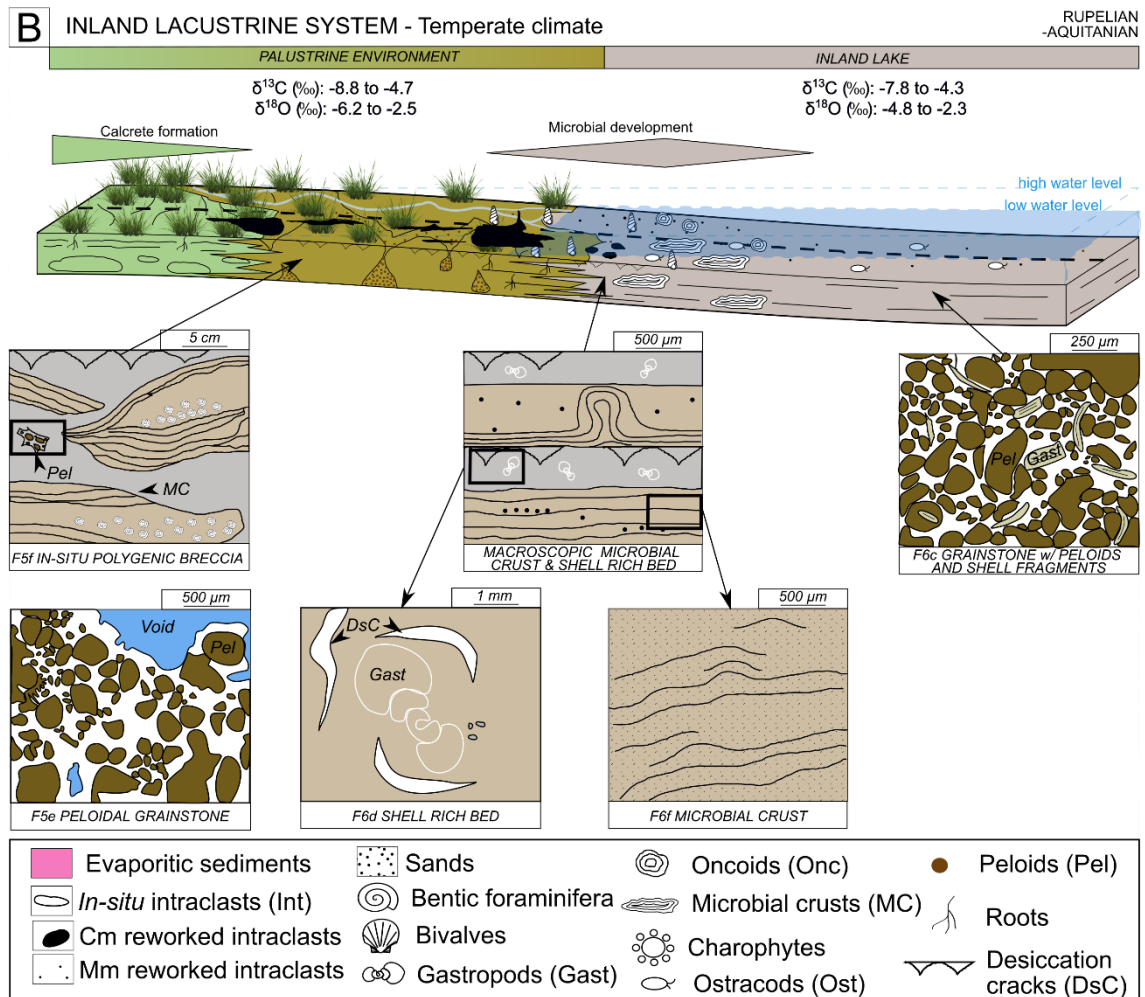 B INLAND LACUSTRINE SYSTEM - Temperate climate
RUPELIAN
-AQUITANIAN
PALUSTRINE ENVIRONMENT
INLAND LAKE
δ13C (‰): -8.8 to -4.7
δ18O (‰): -6.2 to -2.5
δ13C (‰): -7.8 to -4.3
δ18O (‰): -4.8 to -2.3
Calcrete formation
Microbial development
high water level
low water level
5 cm
Pel
MC
F5f IN-SITU POLYGENIC BRECCIA
500 µm
MACROSCOPIC MICROBIAL
CRUST & SHELL RICH BED
250 µm
Pel
Gast
F6c GRAINSTONE w/ PELOIDS
AND SHELL FRAGMENTS
500 µm
Void
Pel
F5e PELOIDAL GRAINSTONE
1 mm
DsC
Gast
F6d SHELL RICH BED
500 µm
F6f MICROBIAL CRUST
Evaporitic sediments
In-situ intraclasts (Int)
Cm reworked intraclasts
Mm reworked intraclasts
Sands
Bentic foraminifera
Bivalves
Gastropods (Gast)
Oncoids (Onc)
Microbial crusts (MC)
Charophytes
Ostracods (Ost)
Peloids (Pel)
Roots
Desiccation
cracks (DsC)